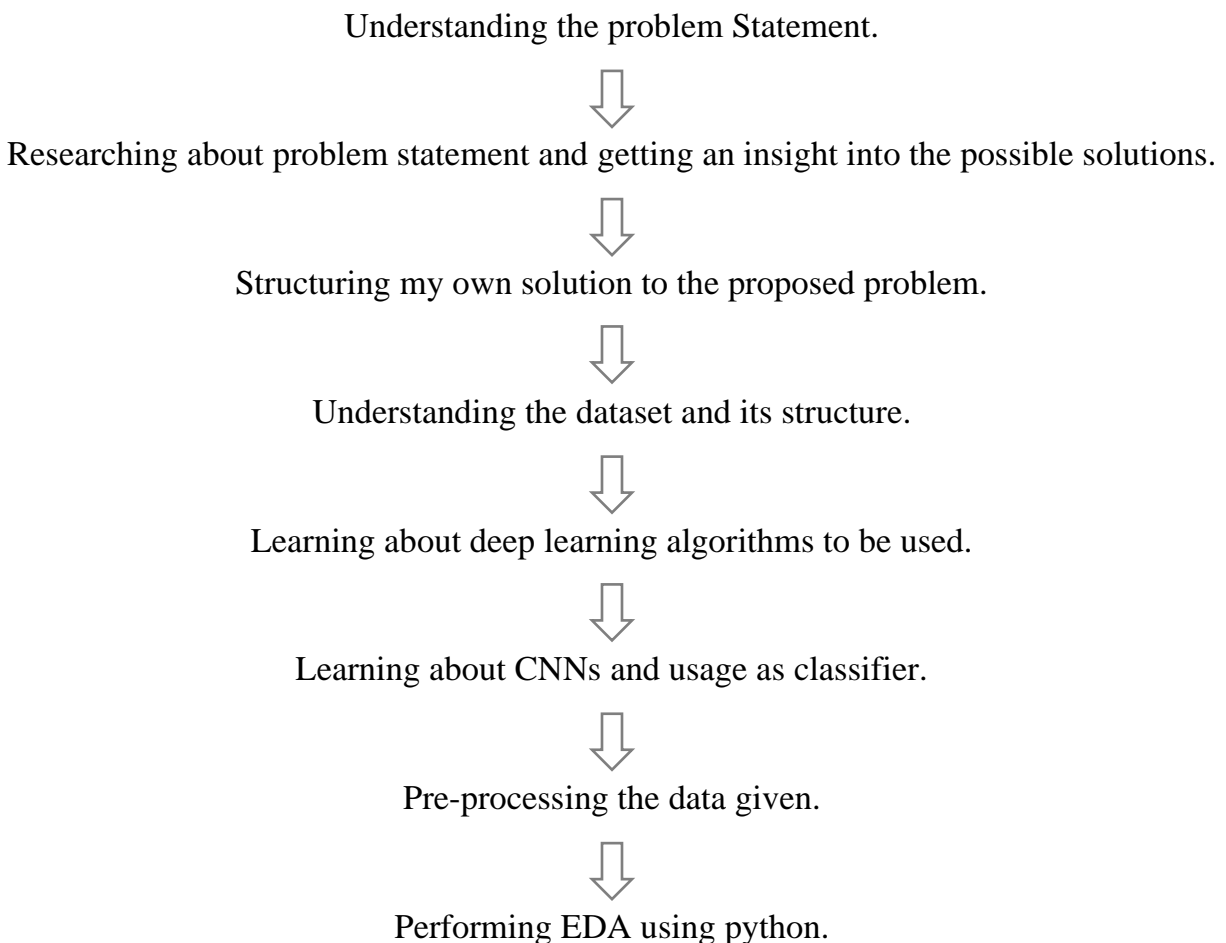 Understanding the problem Statement.
Researching about problem statement and getting an insight into the possible solutions.
Structuring my own solution to the proposed problem.
Understanding the dataset and its structure.
Learning about deep learning algorithms to be used.
Learning about CNNs and usage as classifier.
Pre-processing the data given.
Performing EDA using python.